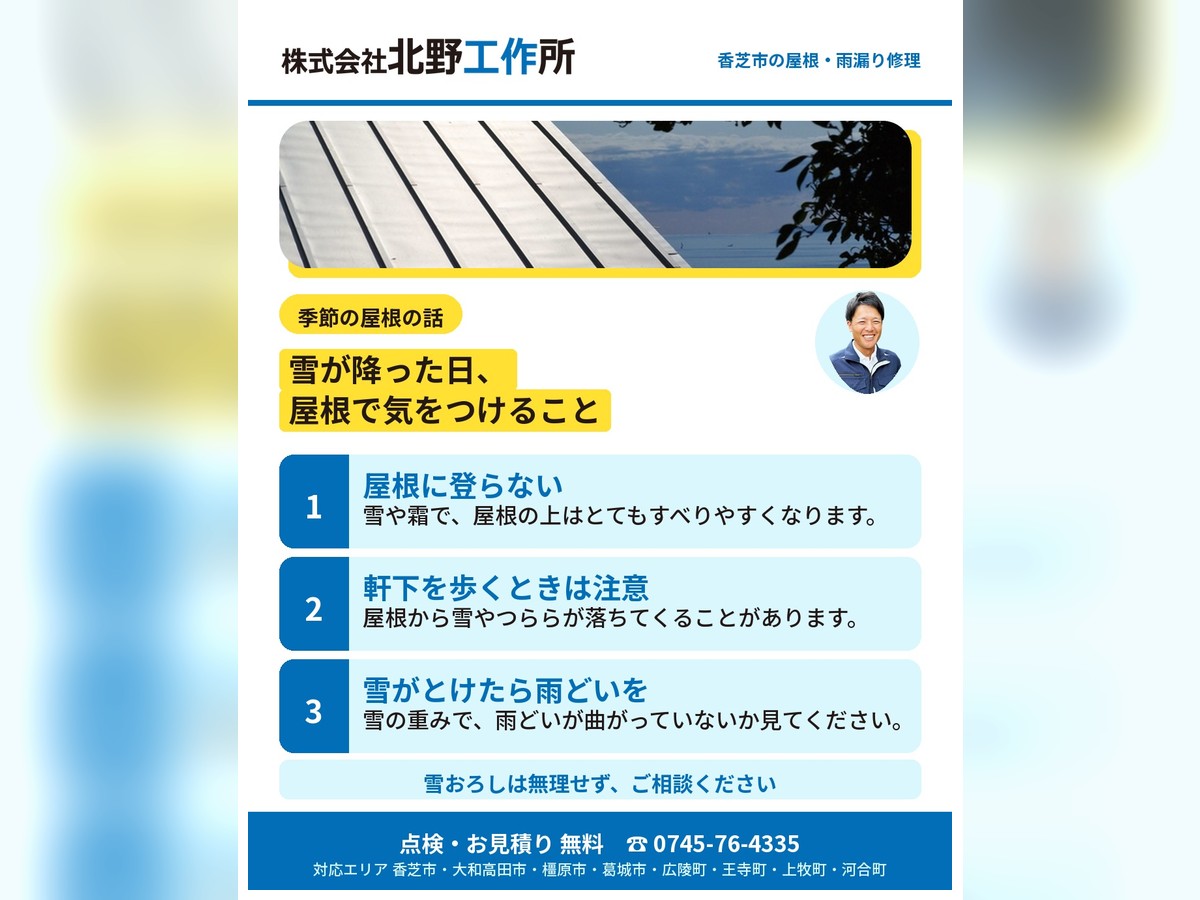 株式会社北野工作所
香芝市の屋根・雨漏り修理
季節の屋根の話
雪が降った日、
屋根で気をつけること
1
屋根に登らない
雪や霜で、屋根の上はとてもすべりやすくなります。
2
軒下を歩くときは注意
屋根から雪やつららが落ちてくることがあります。
3
雪がとけたら雨どいを
雪の重みで、雨どいが曲がっていないか見てください。
雪おろしは無理せず、ご相談ください
点検・お見積り 無料 ☎ 0745-76-4335
対応エリア 香芝市・大和高田市・橿原市・葛城市・広陵町・王寺町・上牧町・河合町